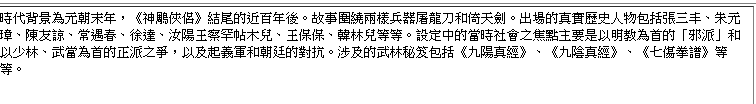 時代背景為元朝末年，《神鵰俠侶》結尾的近百年後。故事圍繞兩樣兵器屠龍刀和倚天劍。出場的真實歷史人物包括張三丰、朱元
璋、陳友諒、常遇春、徐達、汝陽王察罕帖木兒、王保保、韓林兒等等。設定中的當時社會之焦點主要是以明教為首的「邪派」和
以少林、武當為首的正派之爭，以及起義軍和朝廷的對抗。涉及的武林秘笈包括《九陽真經》、《九陰真經》、《七傷拳譜》等
等。